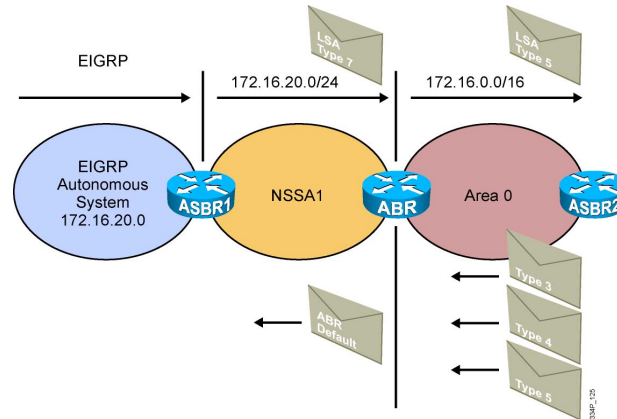 LSA
Type 7
LSA
Type 5
EIGRP
172.16.20.0/24
172.16.0.0/16
EIGRP
Autonomous
System
172.16.20.0
ASBR1
NSSA1
ABR
Area 0
ASBR2
Type 3
ABR
Default
Type 4
Type 5
334P_125